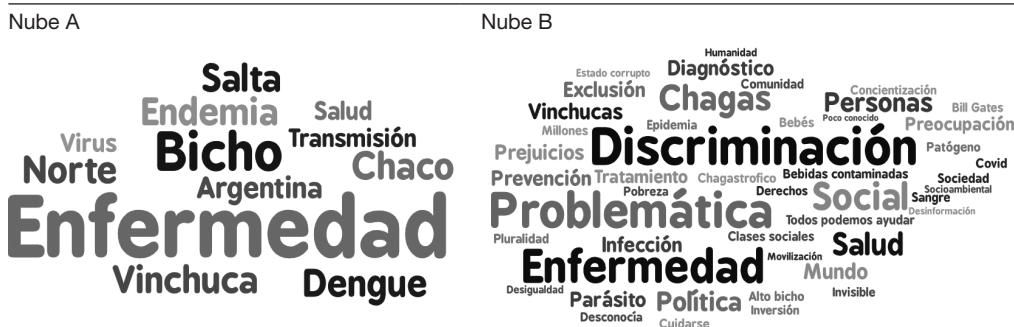 Nube A
Nube B
Salta
Endemia Salud
Virus Bicho Transmisión
Norte Chaco
Argentina
Enfermedad
Vinchuca Dengue
Humanidad
Estado corrupto Diagnóstico
Exclusión Comunidad
Chagas Concientización
Vinchucas Personas Bill Gates
Millones Epidemia Bebés Poco conocido Preocupación
Prejuicios Discriminación Patógeno
Covid
Prevención Tratamiento Chagastrofico Bebidas contaminadas Sociedad
Pobreza Derechos Social Socioambiental
Sangre
Problemática Desinformación
Todos podemos ayudar
Pluralidad Infección Clases sociales Salud
Enfermedad Movilización
Mundo
Desigualdad Invisible
Parásito Política Alto bicho
Desconocía Inversión
Cuidarse